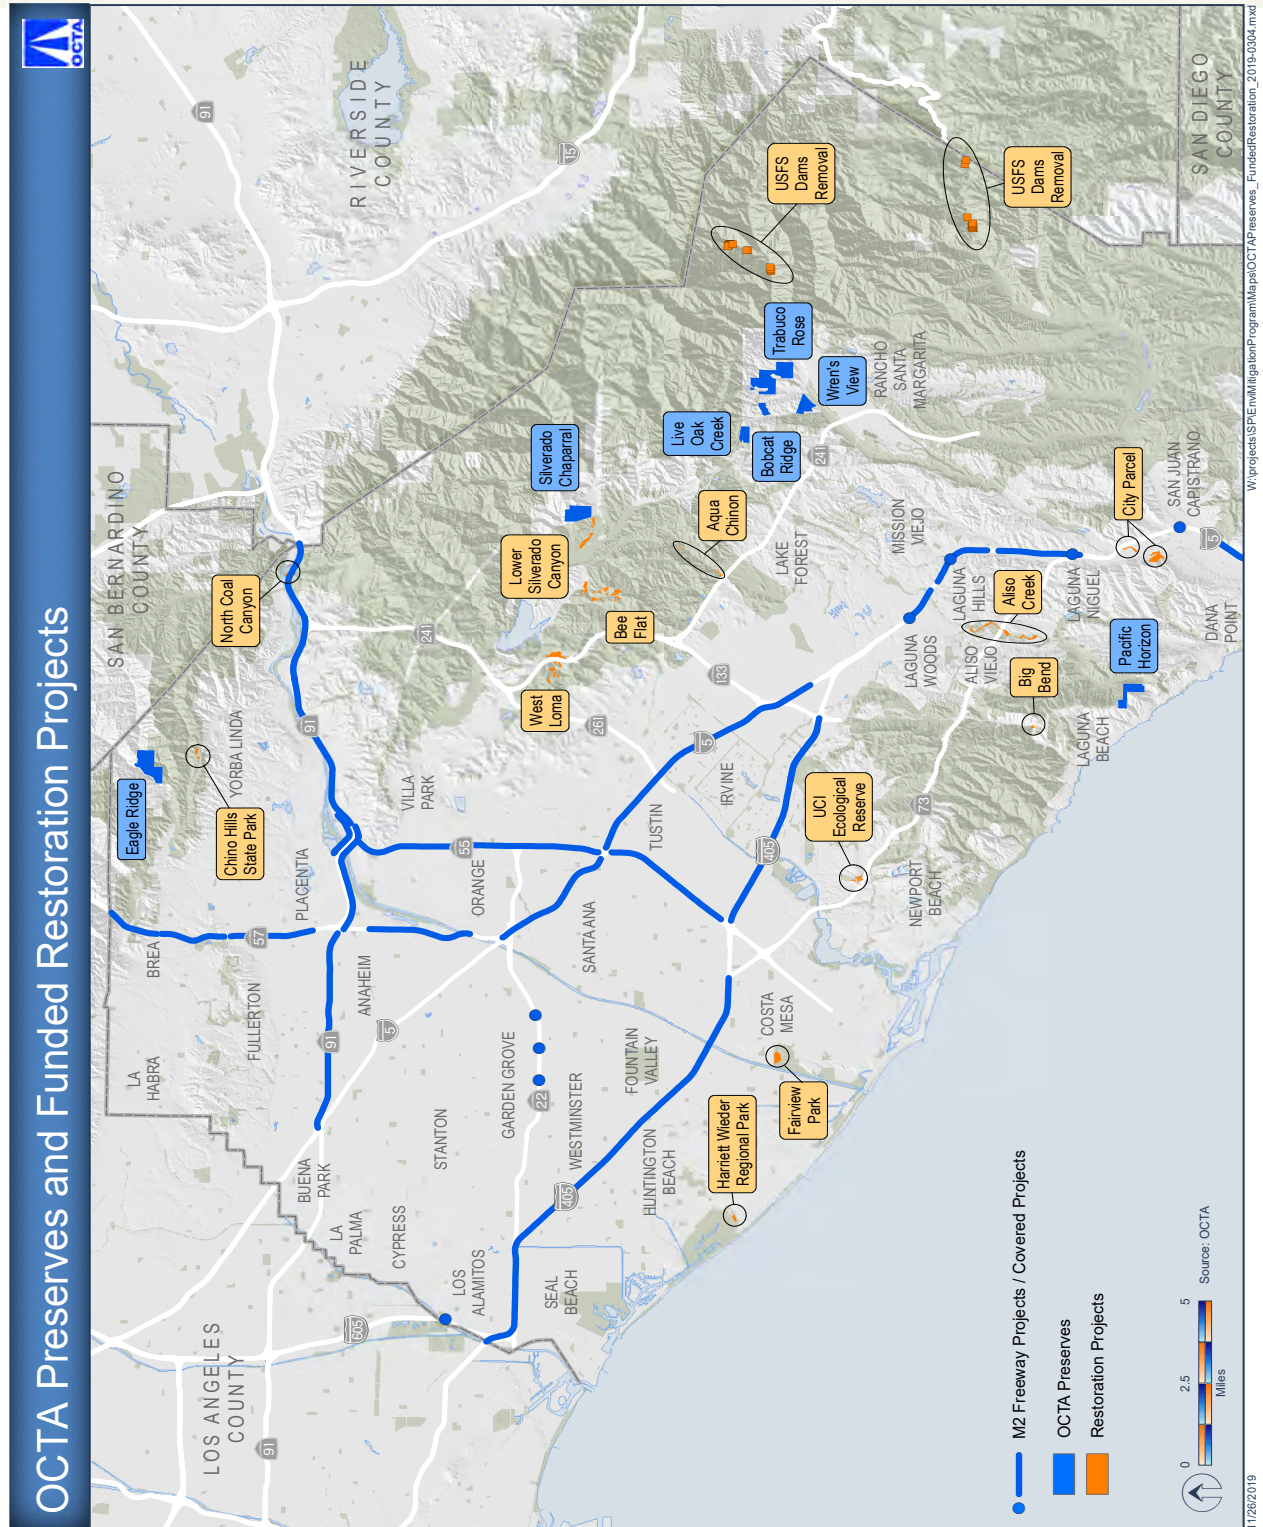 OCTA Preserves and Funded Restoration Projects
OCTA
LOS ANGELES
COUNTY
SAN BERNARDINO
COUNTY
RIVERSIDE
COUNTY
SAN DIEGO
COUNTY
LA
HABRA
BREA
Eagle Ridge
Chino Hills
State Park
YORBA LINDA
North Coal
Canyon
FULLERTON
PLACENTIA
BUENA
PARK
LA
PALMA
ANAHEIM
VILLA
PARK
CYPRESS
STANTON
ORANGE
LOS
ALAMITOS
GARDEN GROVE
West
Loma
Lower
Silverado
Canyon
Silverado
Chaparral
SEAL
BEACH
WESTMINSTER
SANTA ANA
Bee
Flat
FOUNTAIN
VALLEY
TUSTIN
HUNTINGTON
BEACH
Live
Oak
Creek
Aqua
Chinon
Harriett Wieder
Regional Park
IRVINE
Bobcat
Ridge
Trabuco
Rose
USFS
Dams
Removal
Fairview
Park
COSTA
MESA
LAKE
FOREST
Wren's
View
UCI
Ecological
Reserve
RANCHO
SANTA
MARGARITA
NEWPORT
BEACH
LAGUNA
WOODS
MISSION
VIEJO
LAGUNA
HILLS
ALISO
VIEJO
Aliso
Creek
USFS
Dams
Removal
Big
Bend
LAGUNA
NIGUEL
LAGUNA
BEACH
Pacific
Horizon
City Parcel
SAN JUAN
CAPISTRANO
DANA
POINT
91
605
91
57
91
91
5
22
55
241
261
15
405
405
5
133
241
73
5
M2 Freeway Projects / Covered Projects
OCTA Preserves
Restoration Projects
0
2.5
5
Miles
Source: OCTA
11/26/2019
W:\projects\SP\EnviMitigationProgram\Maps\OCTAPreserves_FundedRestoration_2019-0304.mxd